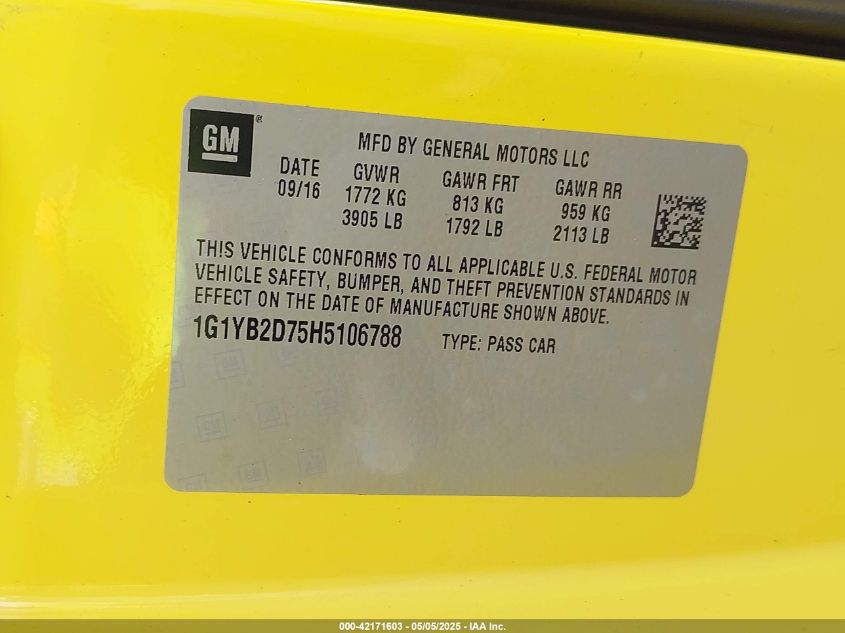 GM ®
MFD BY GENERAL MOTORS LLC
DATE GVWR GAWR FRT GAWR RR
09/16 1772 KG 813 KG 959 KG
3905 LB 1792 LB 2113 LB
THIS VEHICLE CONFORMS TO ALL APPLICABLE U.S. FEDERAL MOTOR
VEHICLE SAFETY, BUMPER, AND THEFT PREVENTION STANDARDS IN
EFFECT ON THE DATE OF MANUFACTURE SHOWN ABOVE.
1G1YB2D75H5106788 TYPE: PASS CAR
000-42171603 - 05/05/2025 - IAA Inc.